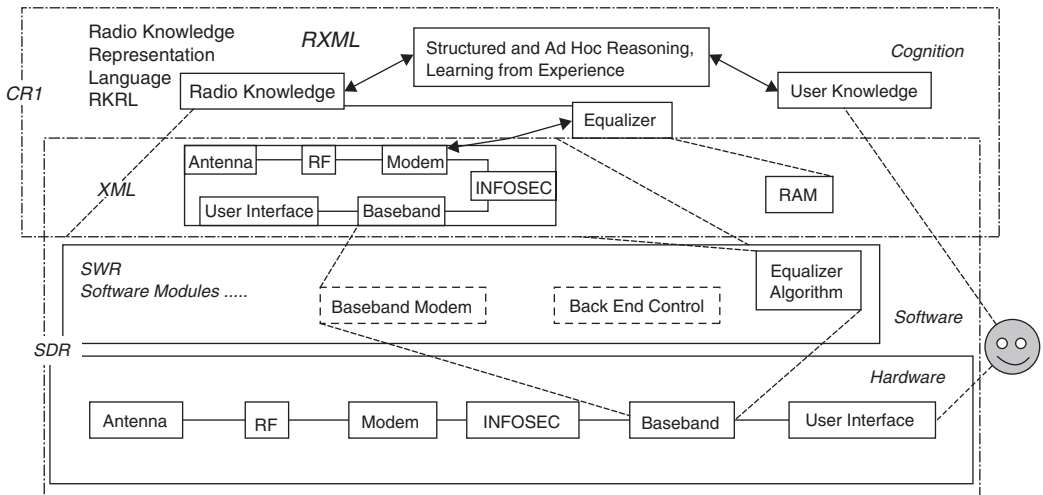 Radio Knowledge
Representation
Language
RKRL
RXML
Structured and Ad Hoc Reasoning,
Learning from Experience
Cognition
CR1
Radio Knowledge
User Knowledge
Equalizer
Antenna
RF
Modem
XML
INFOSEC
RAM
User Interface
Baseband
SWR
Software Modules .....
Equalizer
Algorithm
Baseband Modem
Back End Control
Software
SDR
Hardware
Antenna
RF
Modem
INFOSEC
Baseband
User Interface